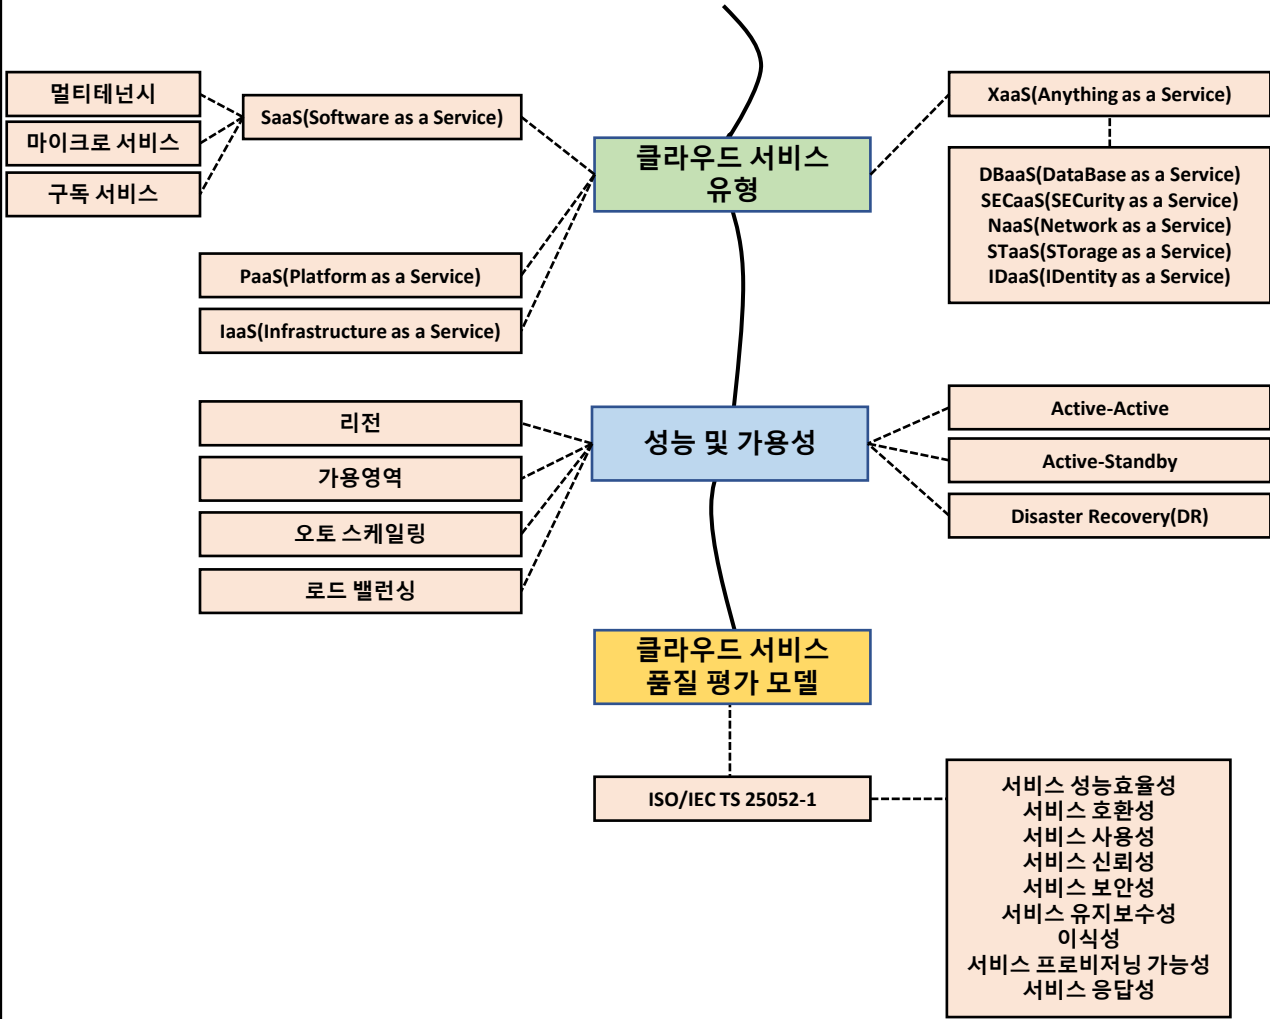 멀티테넌시
마이크로 서비스
구독 서비스
SaaS(Software as a Service)
클라우드 서비스
유형
XaaS(Anything as a Service)
DBaaS(DataBase as a Service)
SECaaS(SECurity as a Service)
NaaS(Network as a Service)
STaaS(STorage as a Service)
IDaaS(IDentity as a Service)
PaaS(Platform as a Service)
IaaS(Infrastructure as a Service)
리전
가용영역
오토 스케일링
로드 밸런싱
성능 및 가용성
Active-Active
Active-Standby
Disaster Recovery(DR)
클라우드 서비스
품질 평가 모델
ISO/IEC TS 25052-1
서비스 성능효율성
서비스 호환성
서비스 사용성
서비스 신뢰성
서비스 보안성
서비스 유지보수성
이식성
서비스 프로비저닝 가능성
서비스 응답성